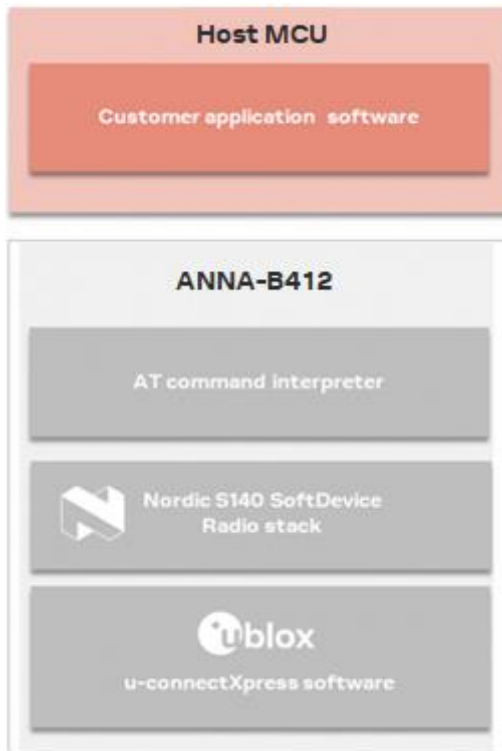 Host MCU
Customer application software
ANNA-B412
AT command interpreter
Nordic S140 SoftDevice
Radio stack
ublox
u-connectXpress software